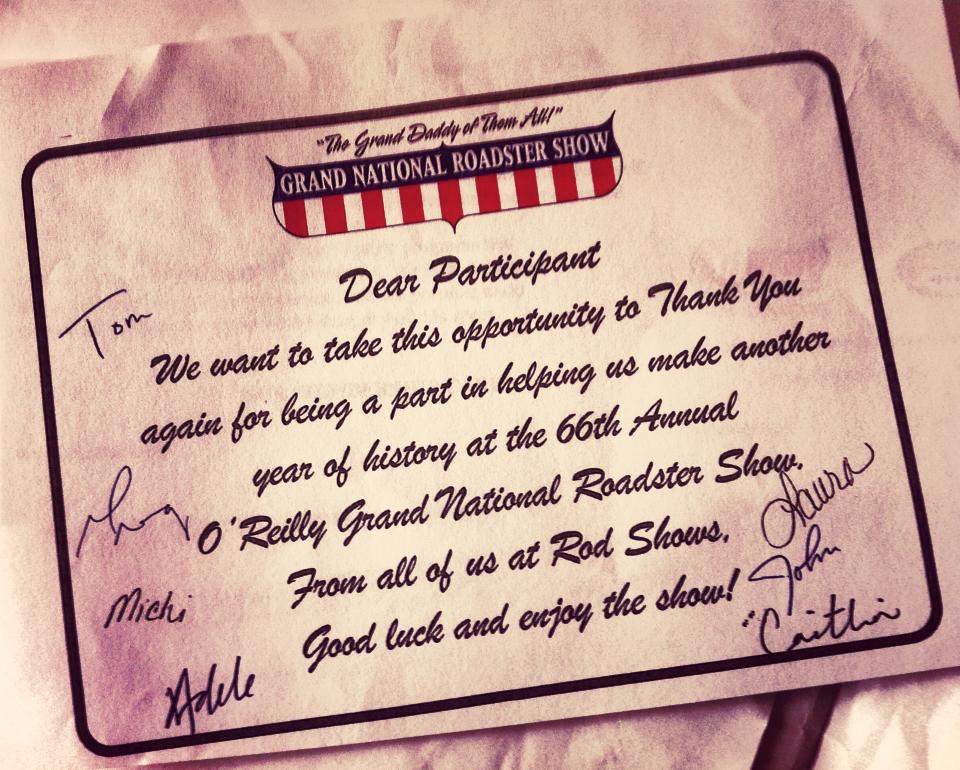 "The Grand Daddy of Them All!"
GRAND NATIONAL ROADSTER SHOW
Dear Participant
Tom
We want to take this opportunity to Thank You
again for being a part in helping us make another
year of history at the 66th Annual
O'Reilly Grand National Roadster Show.
From all of us at Rod Shows.
Good luck and enjoy the show!
Michi
Adele
Laura
John
Caitlin